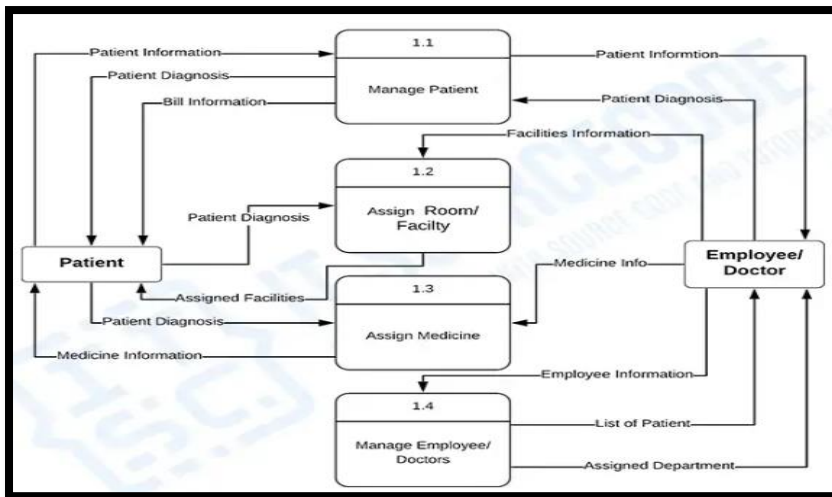 1.1
Patient Information
Patient Informtion
Patient Diagnosis
Manage Patient
Bill Information
Patient Diagnosis
Facilities Information
1.2
Assign Room/
Facilty
Patient Diagnosis
Patient
Employee/
Doctor
Medicine Info
1.3
Assigned Facilities
Patient Diagnosis
Assign Medicine
Medicine Information
Employee Information
1.4
List of Patient
Manage Employee/
Doctors
Assigned Department